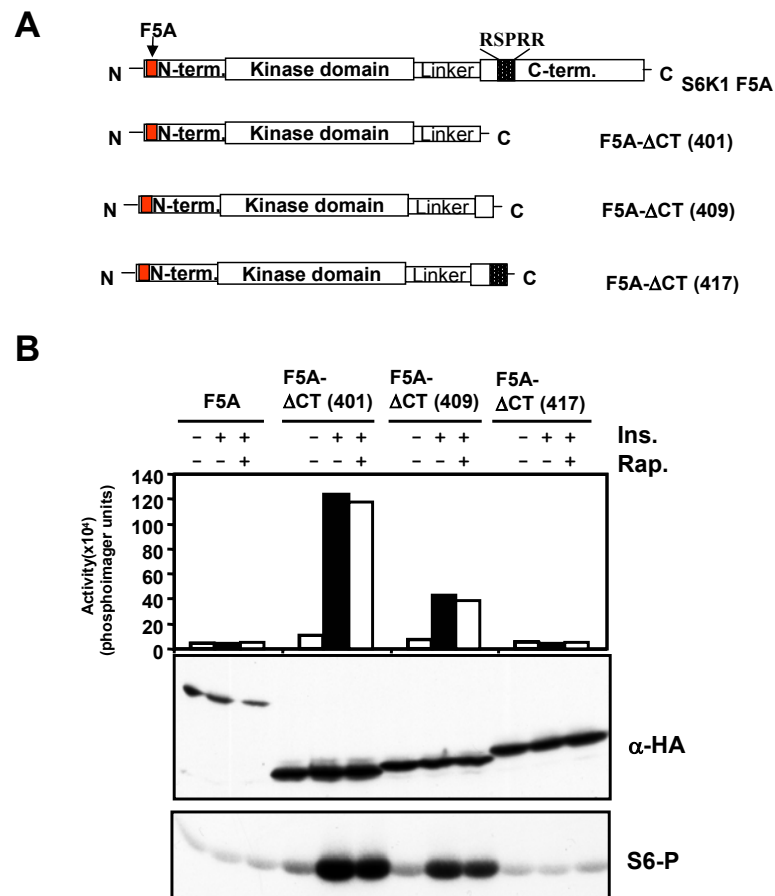 A
F5A
RSPRR
N N-term. Kinase domain Linker C-term. C S6K1 F5A
N N-term. Kinase domain Linker C F5A-ΔCT (401)
N N-term. Kinase domain Linker C F5A-ΔCT (409)
N N-term. Kinase domain Linker C F5A-ΔCT (417)
B
F5A F5A-ΔCT (401) F5A-ΔCT (409) F5A-ΔCT (417)
– + + – + + – + + – + + Ins.
– – + – – + – – + – – + Rap.
Activity(x10⁴)
(phosphoimager units)
140
120
100
80
60
40
20
0
α-HA
S6-P